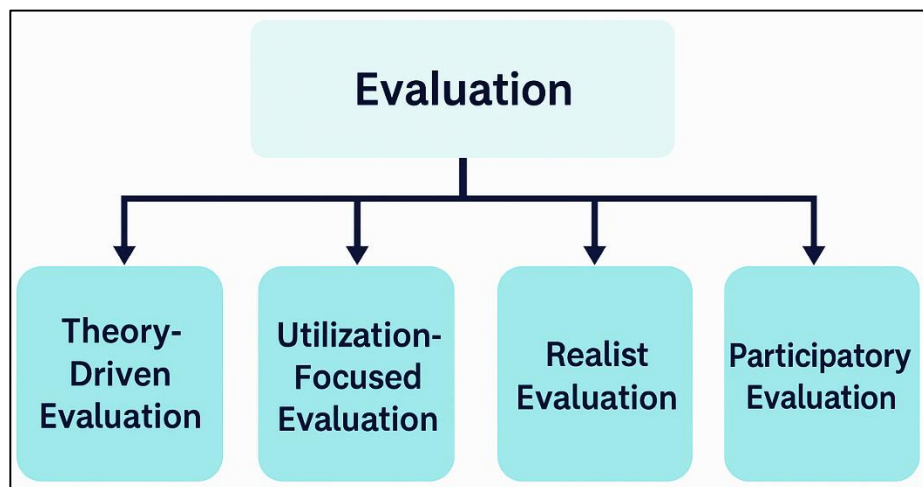 Evaluation
Theory-
Driven
Evaluation
Utilization-
Focused
Evaluation
Realist
Evaluation
Participatory
Evaluation